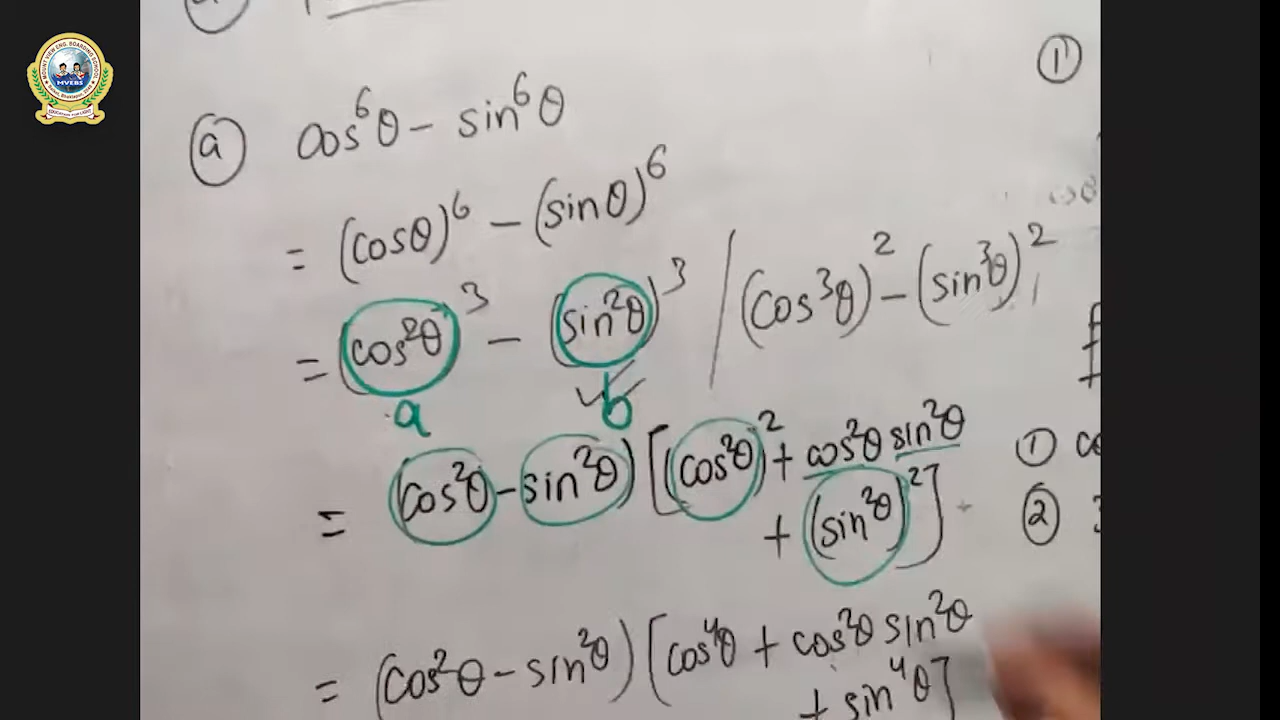 ①
ⓐ cos⁶θ − sin⁶θ
= (cosθ)⁶ − (sinθ)⁶
= (cos²θ)³ − (sin²θ)³ / (cos³θ)² − (sin³θ)²
a b
= (cos²θ − sin²θ) [(cos²θ)² + cos²θ sin²θ
+ (sin²θ)²]
①
②
= (cos²θ − sin²θ) [cos⁴θ + cos²θ sin²θ
+ sin⁴θ]
MVEBS